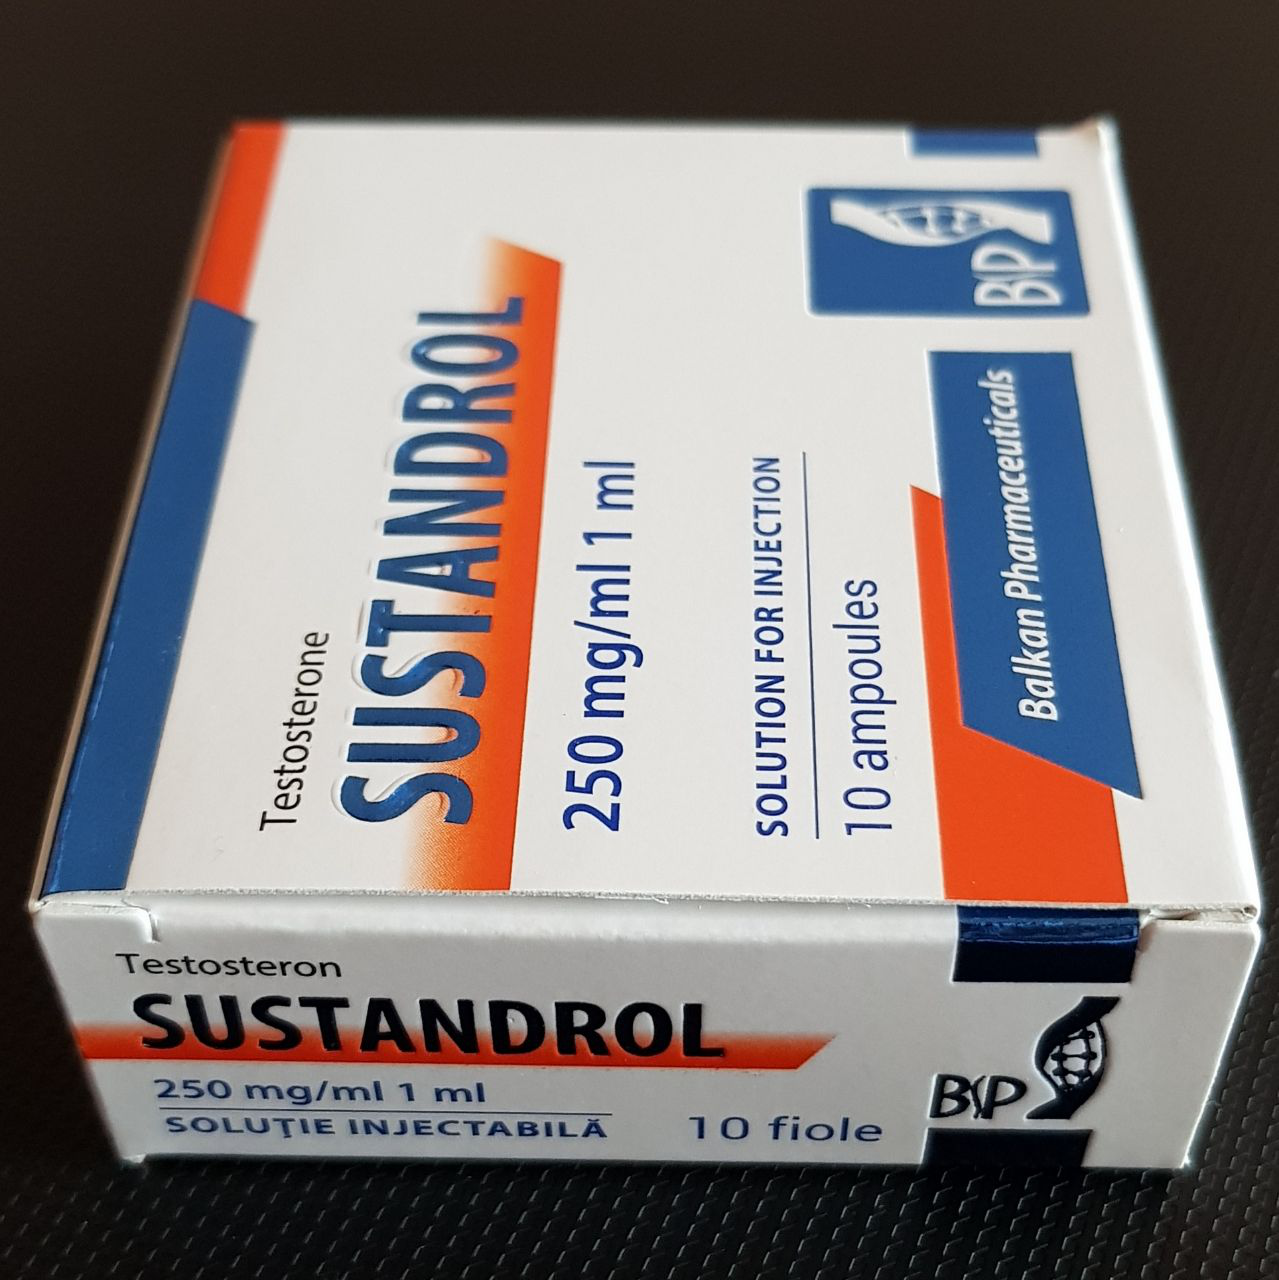 Testosterone
SUSTANDROL
250 mg/ml 1 ml
SOLUTION FOR INJECTION
10 ampoules
BP
Balkan Pharmaceuticals
Testosteron
SUSTANDROL
250 mg/ml 1 ml
SOLUŢIE INJECTABILĂ
10 fiole
BP